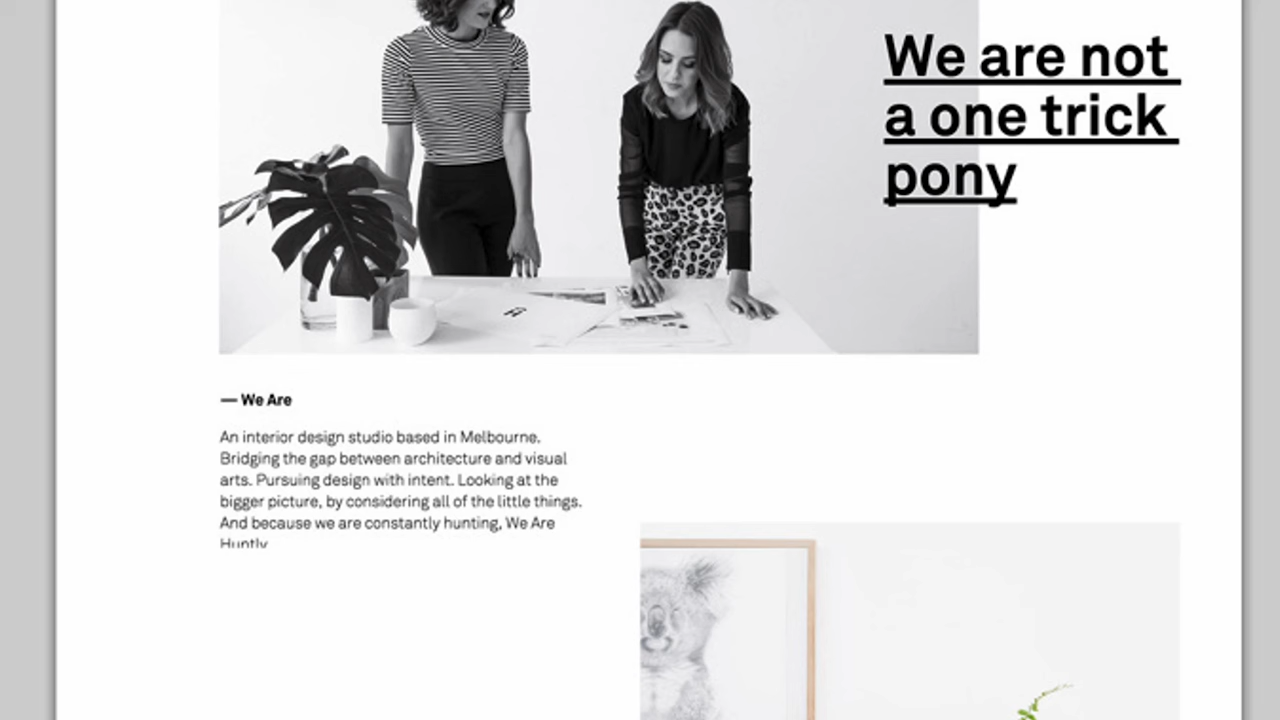 We are not
a one trick
pony
— We Are
An interior design studio based in Melbourne.
Bridging the gap between architecture and visual
arts. Pursuing design with intent. Looking at the
bigger picture, by considering all of the little things.
And because we are constantly hunting, We Are
Huntly